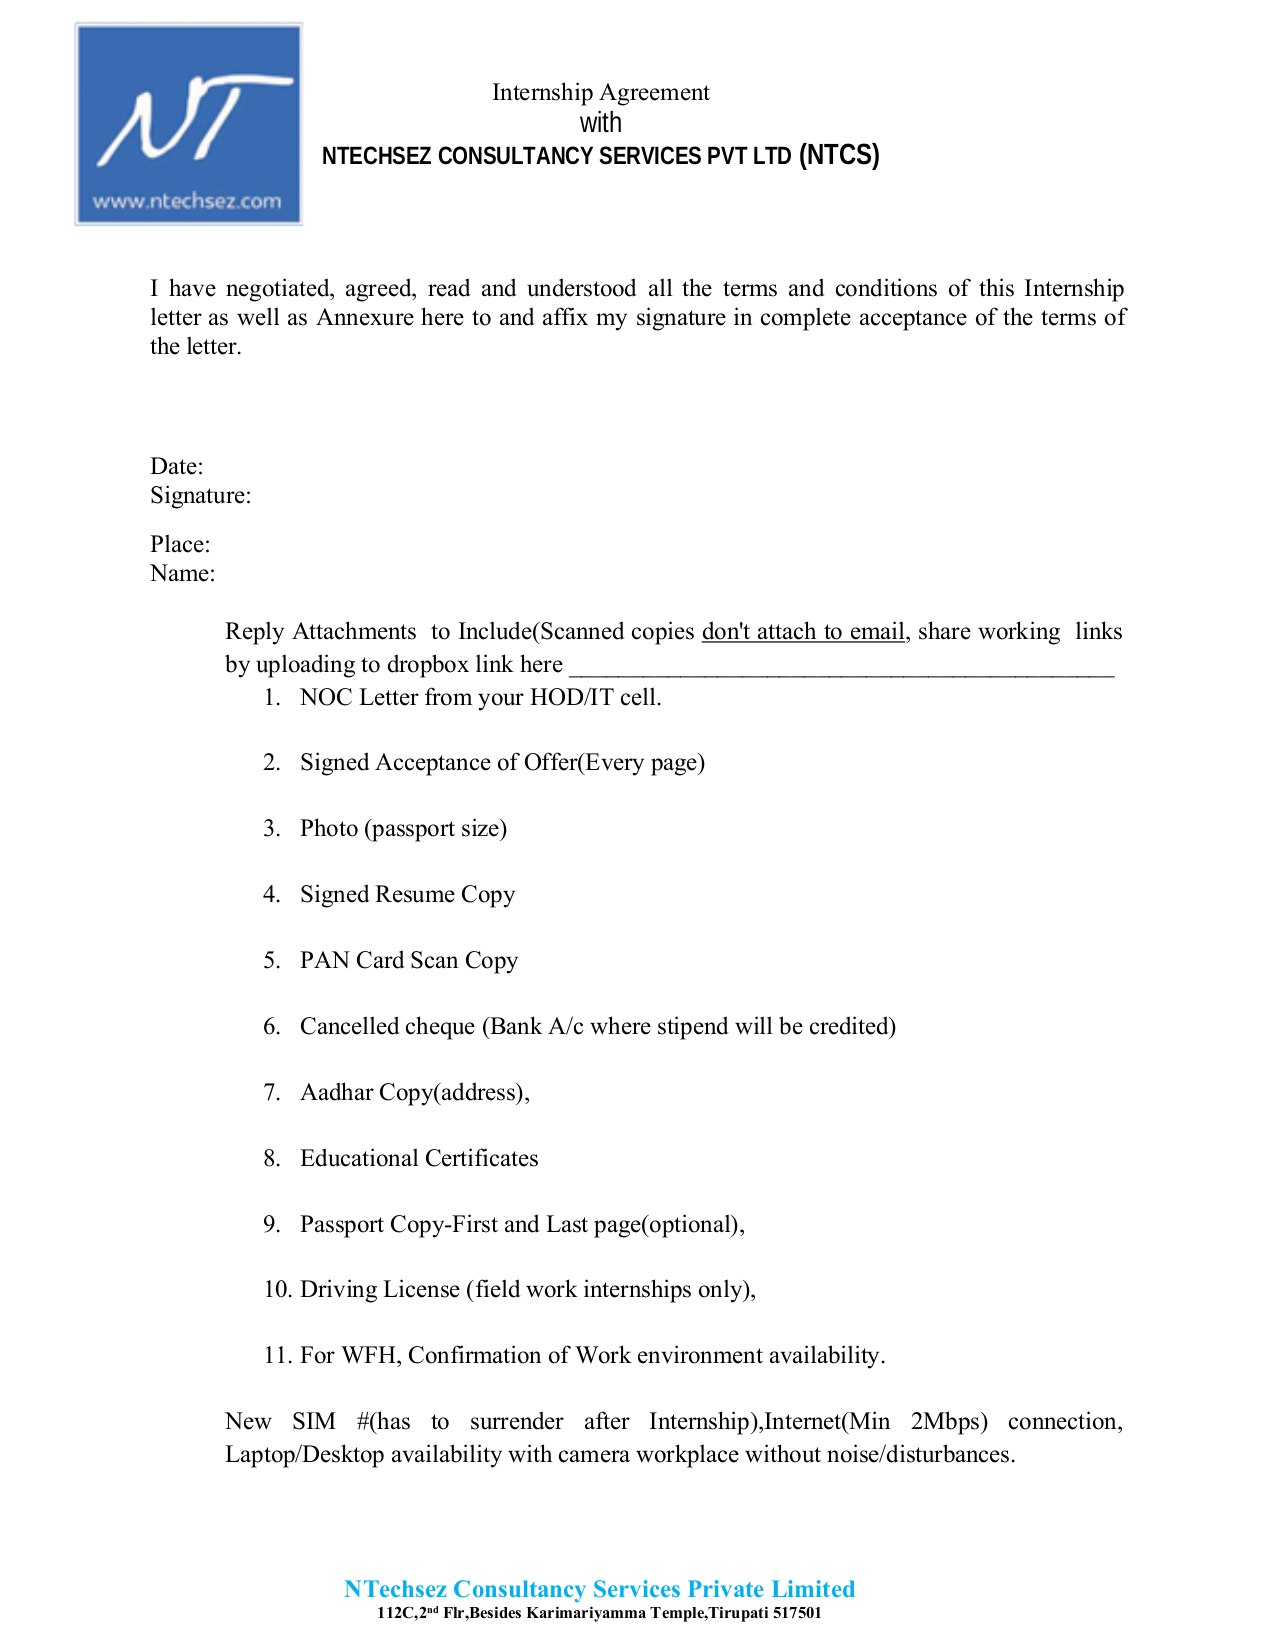 NT
www.ntechsez.com
Internship Agreement
with
NTECHSEZ CONSULTANCY SERVICES PVT LTD (NTCS)
I have negotiated, agreed, read and understood all the terms and conditions of this Internship
letter as well as Annexure here to and affix my signature in complete acceptance of the terms of
the letter.
Date:
Signature:
Place:
Name:
Reply Attachments to Include(Scanned copies don't attach to email, share working links
by uploading to dropbox link here ___________________________________________
1. NOC Letter from your HOD/IT cell.
2. Signed Acceptance of Offer(Every page)
3. Photo (passport size)
4. Signed Resume Copy
5. PAN Card Scan Copy
6. Cancelled cheque (Bank A/c where stipend will be credited)
7. Aadhar Copy(address),
8. Educational Certificates
9. Passport Copy-First and Last page(optional),
10. Driving License (field work internships only),
11. For WFH, Confirmation of Work environment availability.
New SIM #(has to surrender after Internship),Internet(Min 2Mbps) connection,
Laptop/Desktop availability with camera workplace without noise/disturbances.
NTechsez Consultancy Services Private Limited
112C,2nd Flr,Besides Karimariyamma Temple,Tirupati 517501